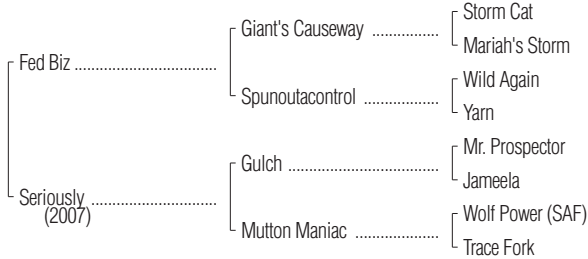 Storm Cat
Giant's Causeway ..................
Mariah's Storm
Fed Biz ......................................
Wild Again
Spunoutacontrol ....................
Yarn
Mr. Prospector
Gulch ........................................
Jameela
Seriously .................................
(2007)
Wolf Power (SAF)
Mutton Maniac ......................
Trace Fork